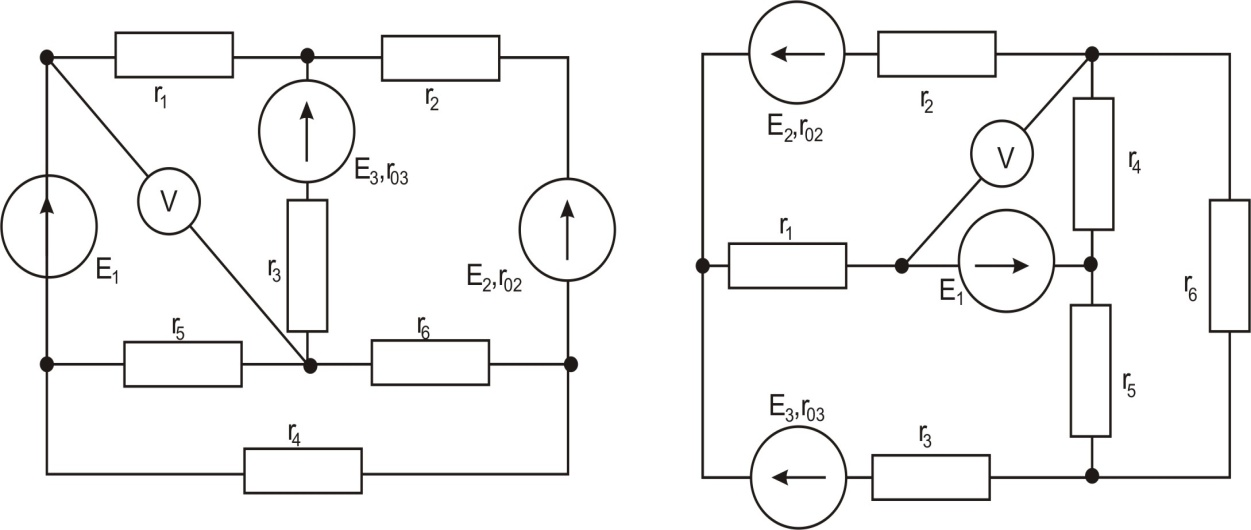 r₁
r₂
E₃,r₀₃
V
E₁
r₃
E₂,r₀₂
r₅
r₆
r₄
E₂,r₀₂
r₂
V
r₄
r₁
E₁
r₆
r₅
E₃,r₀₃
r₃